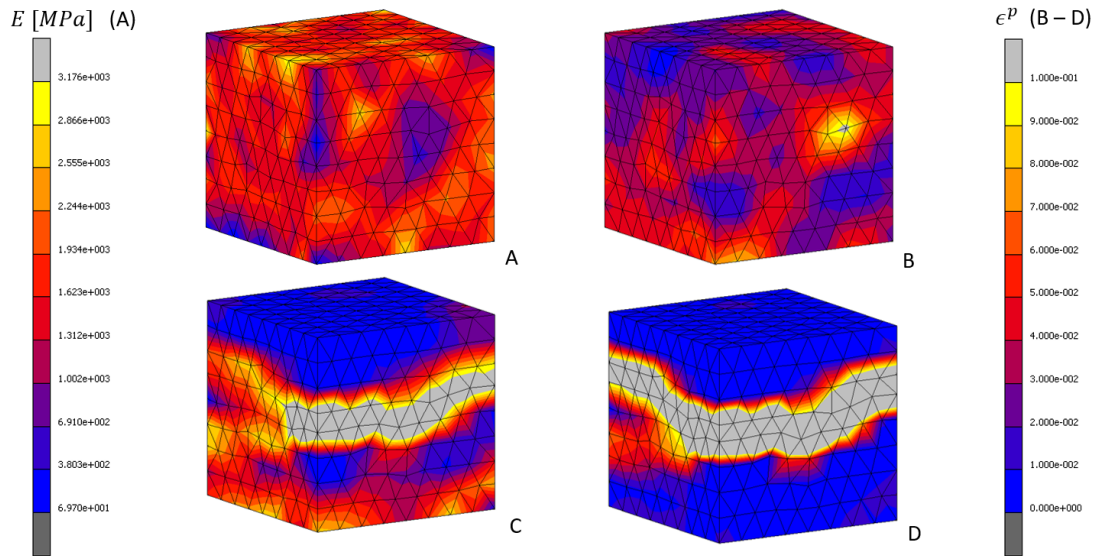 E [MPa] (A)
3.176e+003
2.866e+003
2.555e+003
2.244e+003
1.934e+003
1.623e+003
1.312e+003
1.002e+003
6.910e+002
3.803e+002
6.970e+001
A
B
C
D
ϵᵖ (B – D)
1.000e-001
9.000e-002
8.000e-002
7.000e-002
6.000e-002
5.000e-002
4.000e-002
3.000e-002
2.000e-002
1.000e-002
0.000e+000